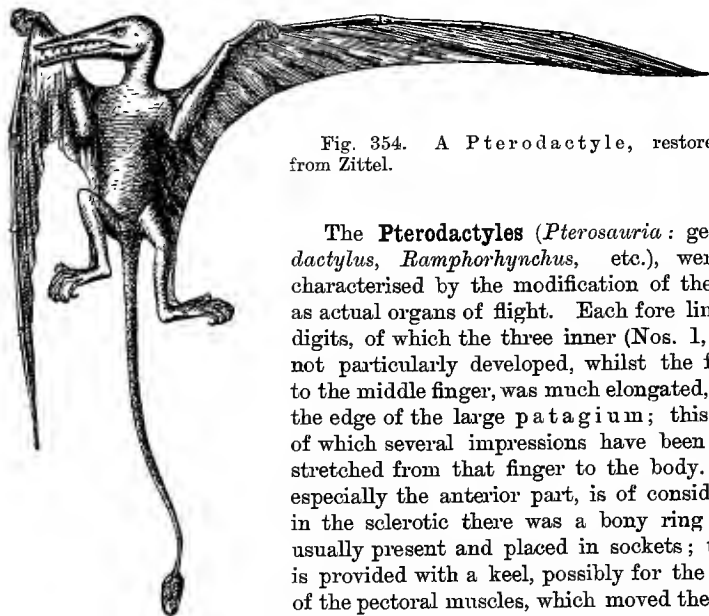 Fig. 354. A Pterodactyle, restore
from Zittel.
The Pterodactyles (Pterosauria: ge
dactylus, Ramphorhynchus, etc.), wer
characterised by the modification of the
as actual organs of flight. Each fore lin
digits, of which the three inner (Nos. 1,
not particularly developed, whilst the f
to the middle finger, was much elongated,
the edge of the large patagium; this
of which several impressions have been
stretched from that finger to the body.
especially the anterior part, is of consid
in the sclerotic there was a bony ring
usually present and placed in sockets; t
is provided with a keel, possibly for the
of the pectoral muscles, which moved the